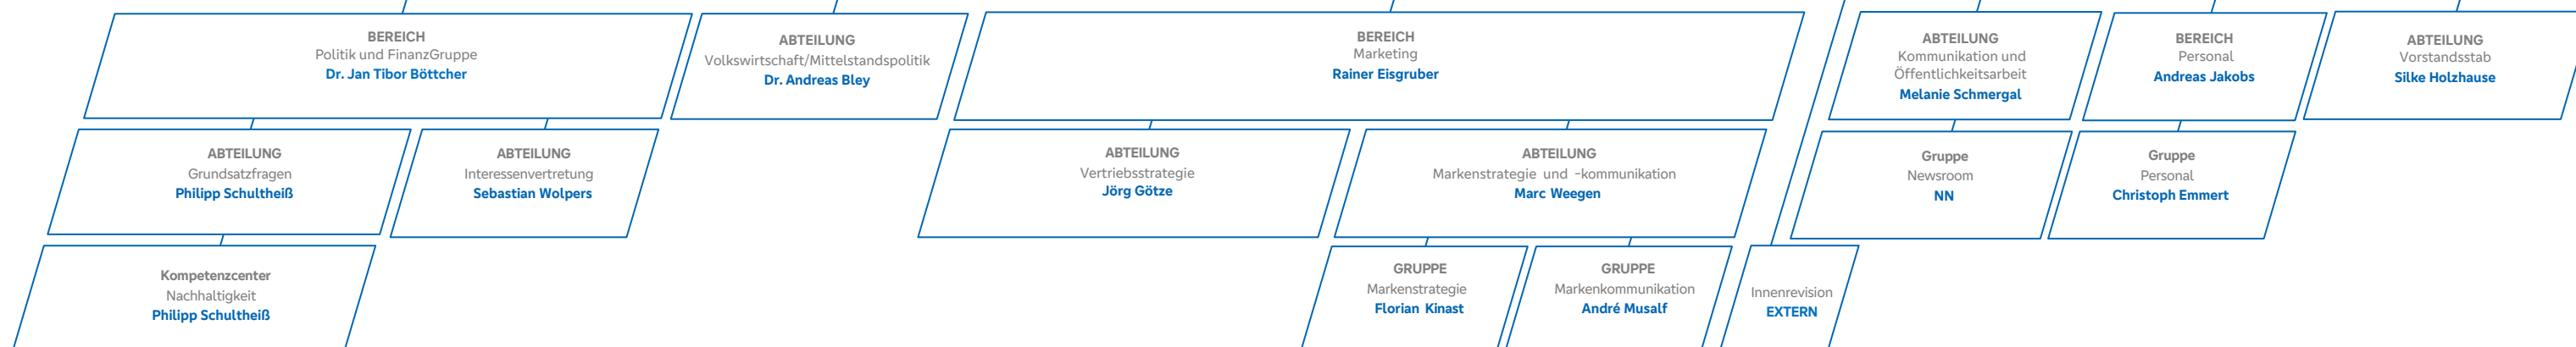 BEREICH
Politik und FinanzGruppe
Dr. Jan Tibor Böttcher
ABTEILUNG
Volkswirtschaft/Mittelstandspolitik
Dr. Andreas Bley
BEREICH
Marketing
Rainer Eisgruber
ABTEILUNG
Kommunikation und
Öffentlichkeitsarbeit
Melanie Schmergal
BEREICH
Personal
Andreas Jakobs
ABTEILUNG
Vorstandsstab
Silke Holzhause
ABTEILUNG
Grundsatzfragen
Philipp Schultheiß
ABTEILUNG
Interessenvertretung
Sebastian Wolpers
ABTEILUNG
Vertriebsstrategie
Jörg Götze
ABTEILUNG
Markenstrategie und -kommunikation
Marc Weegen
Gruppe
Newsroom
NN
Gruppe
Personal
Christoph Emmert
Kompetenzcenter
Nachhaltigkeit
Philipp Schultheiß
GRUPPE
Markenstrategie
Florian Kinast
GRUPPE
Markenkommunikation
André Musalf
Innenrevision
EXTERN